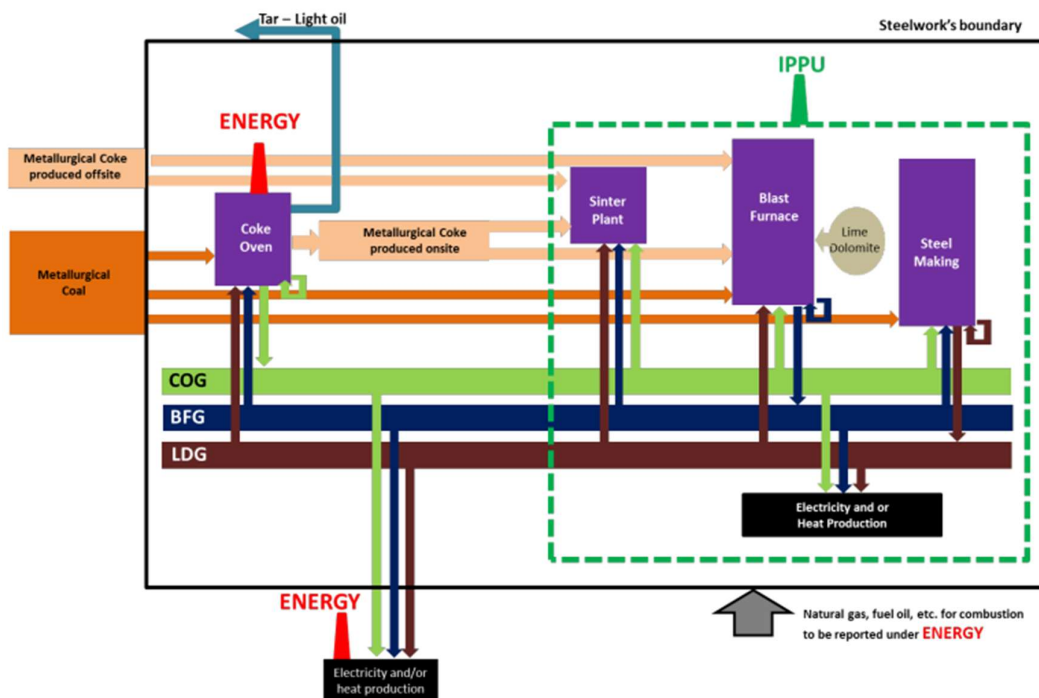 Tar – Light oil
Steelwork's boundary
IPPU
ENERGY
Metallurgical Coke
produced offsite
Coke
Oven
Sinter
Plant
Blast
Furnace
Lime
Dolomite
Steel
Making
Metallurgical Coke
produced onsite
Metallurgical
Coal
COG
BFG
LDG
Electricity and or
Heat Production
ENERGY
Electricity and/or
heat production
Natural gas, fuel oil, etc. for combustion
to be reported under ENERGY